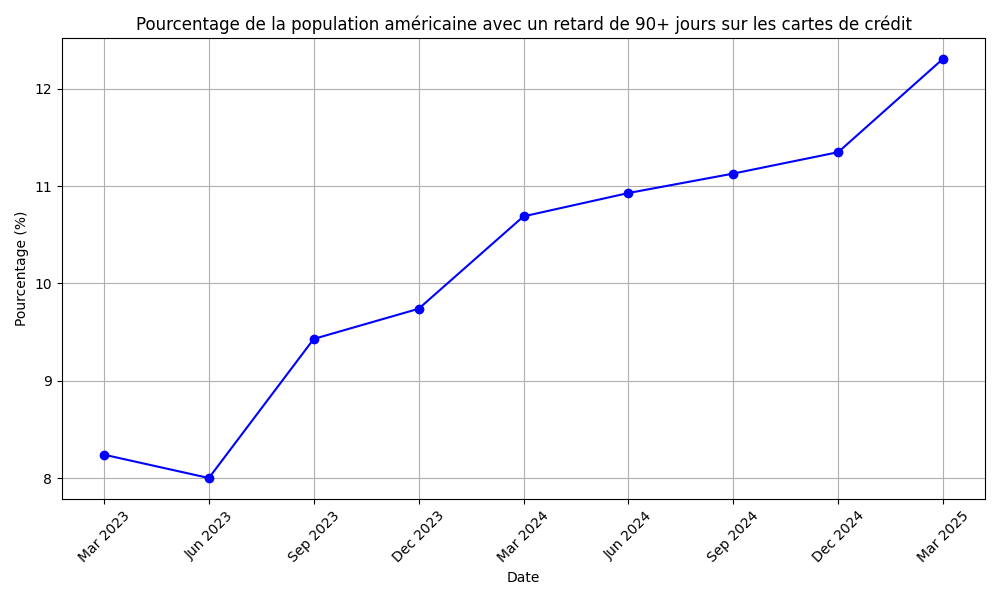 Pourcentage de la population américaine avec un retard de 90+ jours sur les cartes de crédit
Pourcentage (%)
12
11
10
9
8
Mar 2023
Jun 2023
Sep 2023
Dec 2023
Mar 2024
Jun 2024
Sep 2024
Dec 2024
Mar 2025
Date